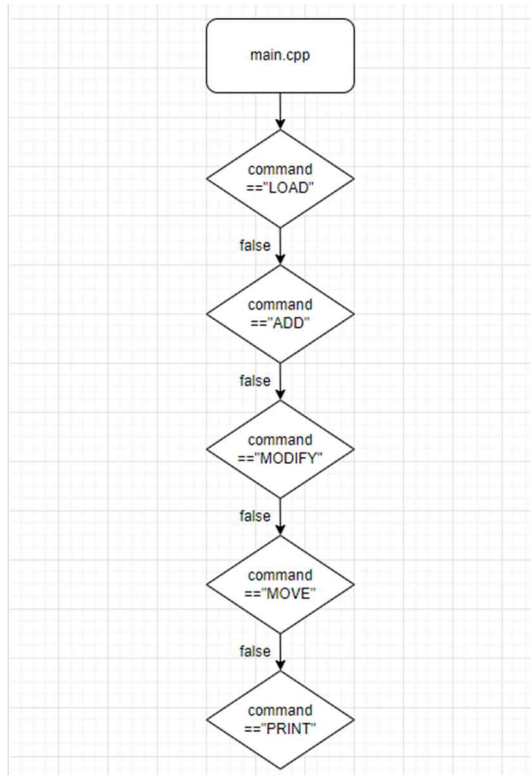 main.cpp
command
=="LOAD"
false
command
=="ADD"
false
command
=="MODIFY"
false
command
=="MOVE"
false
command
=="PRINT"